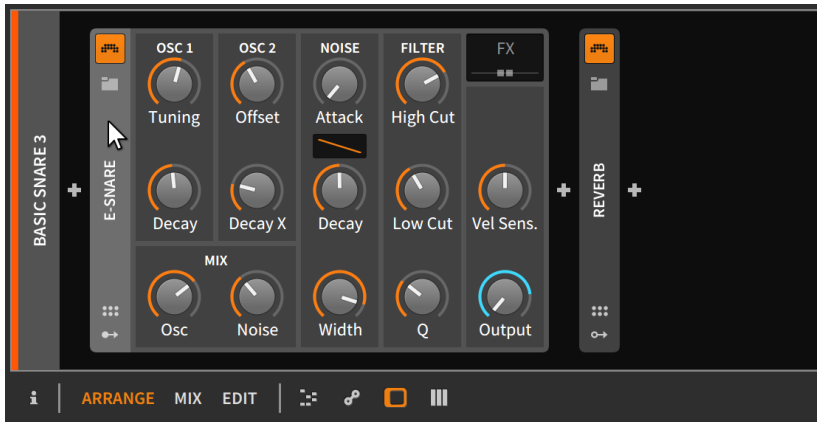 BASIC SNARE 3
E-SNARE
OSC 1
OSC 2
NOISE
FILTER
FX
Tuning
Offset
Attack
High Cut
Decay
Decay X
Decay
Low Cut
Vel Sens.
MIX
Osc
Noise
Width
Q
Output
REVERB
i ARRANGE MIX EDIT